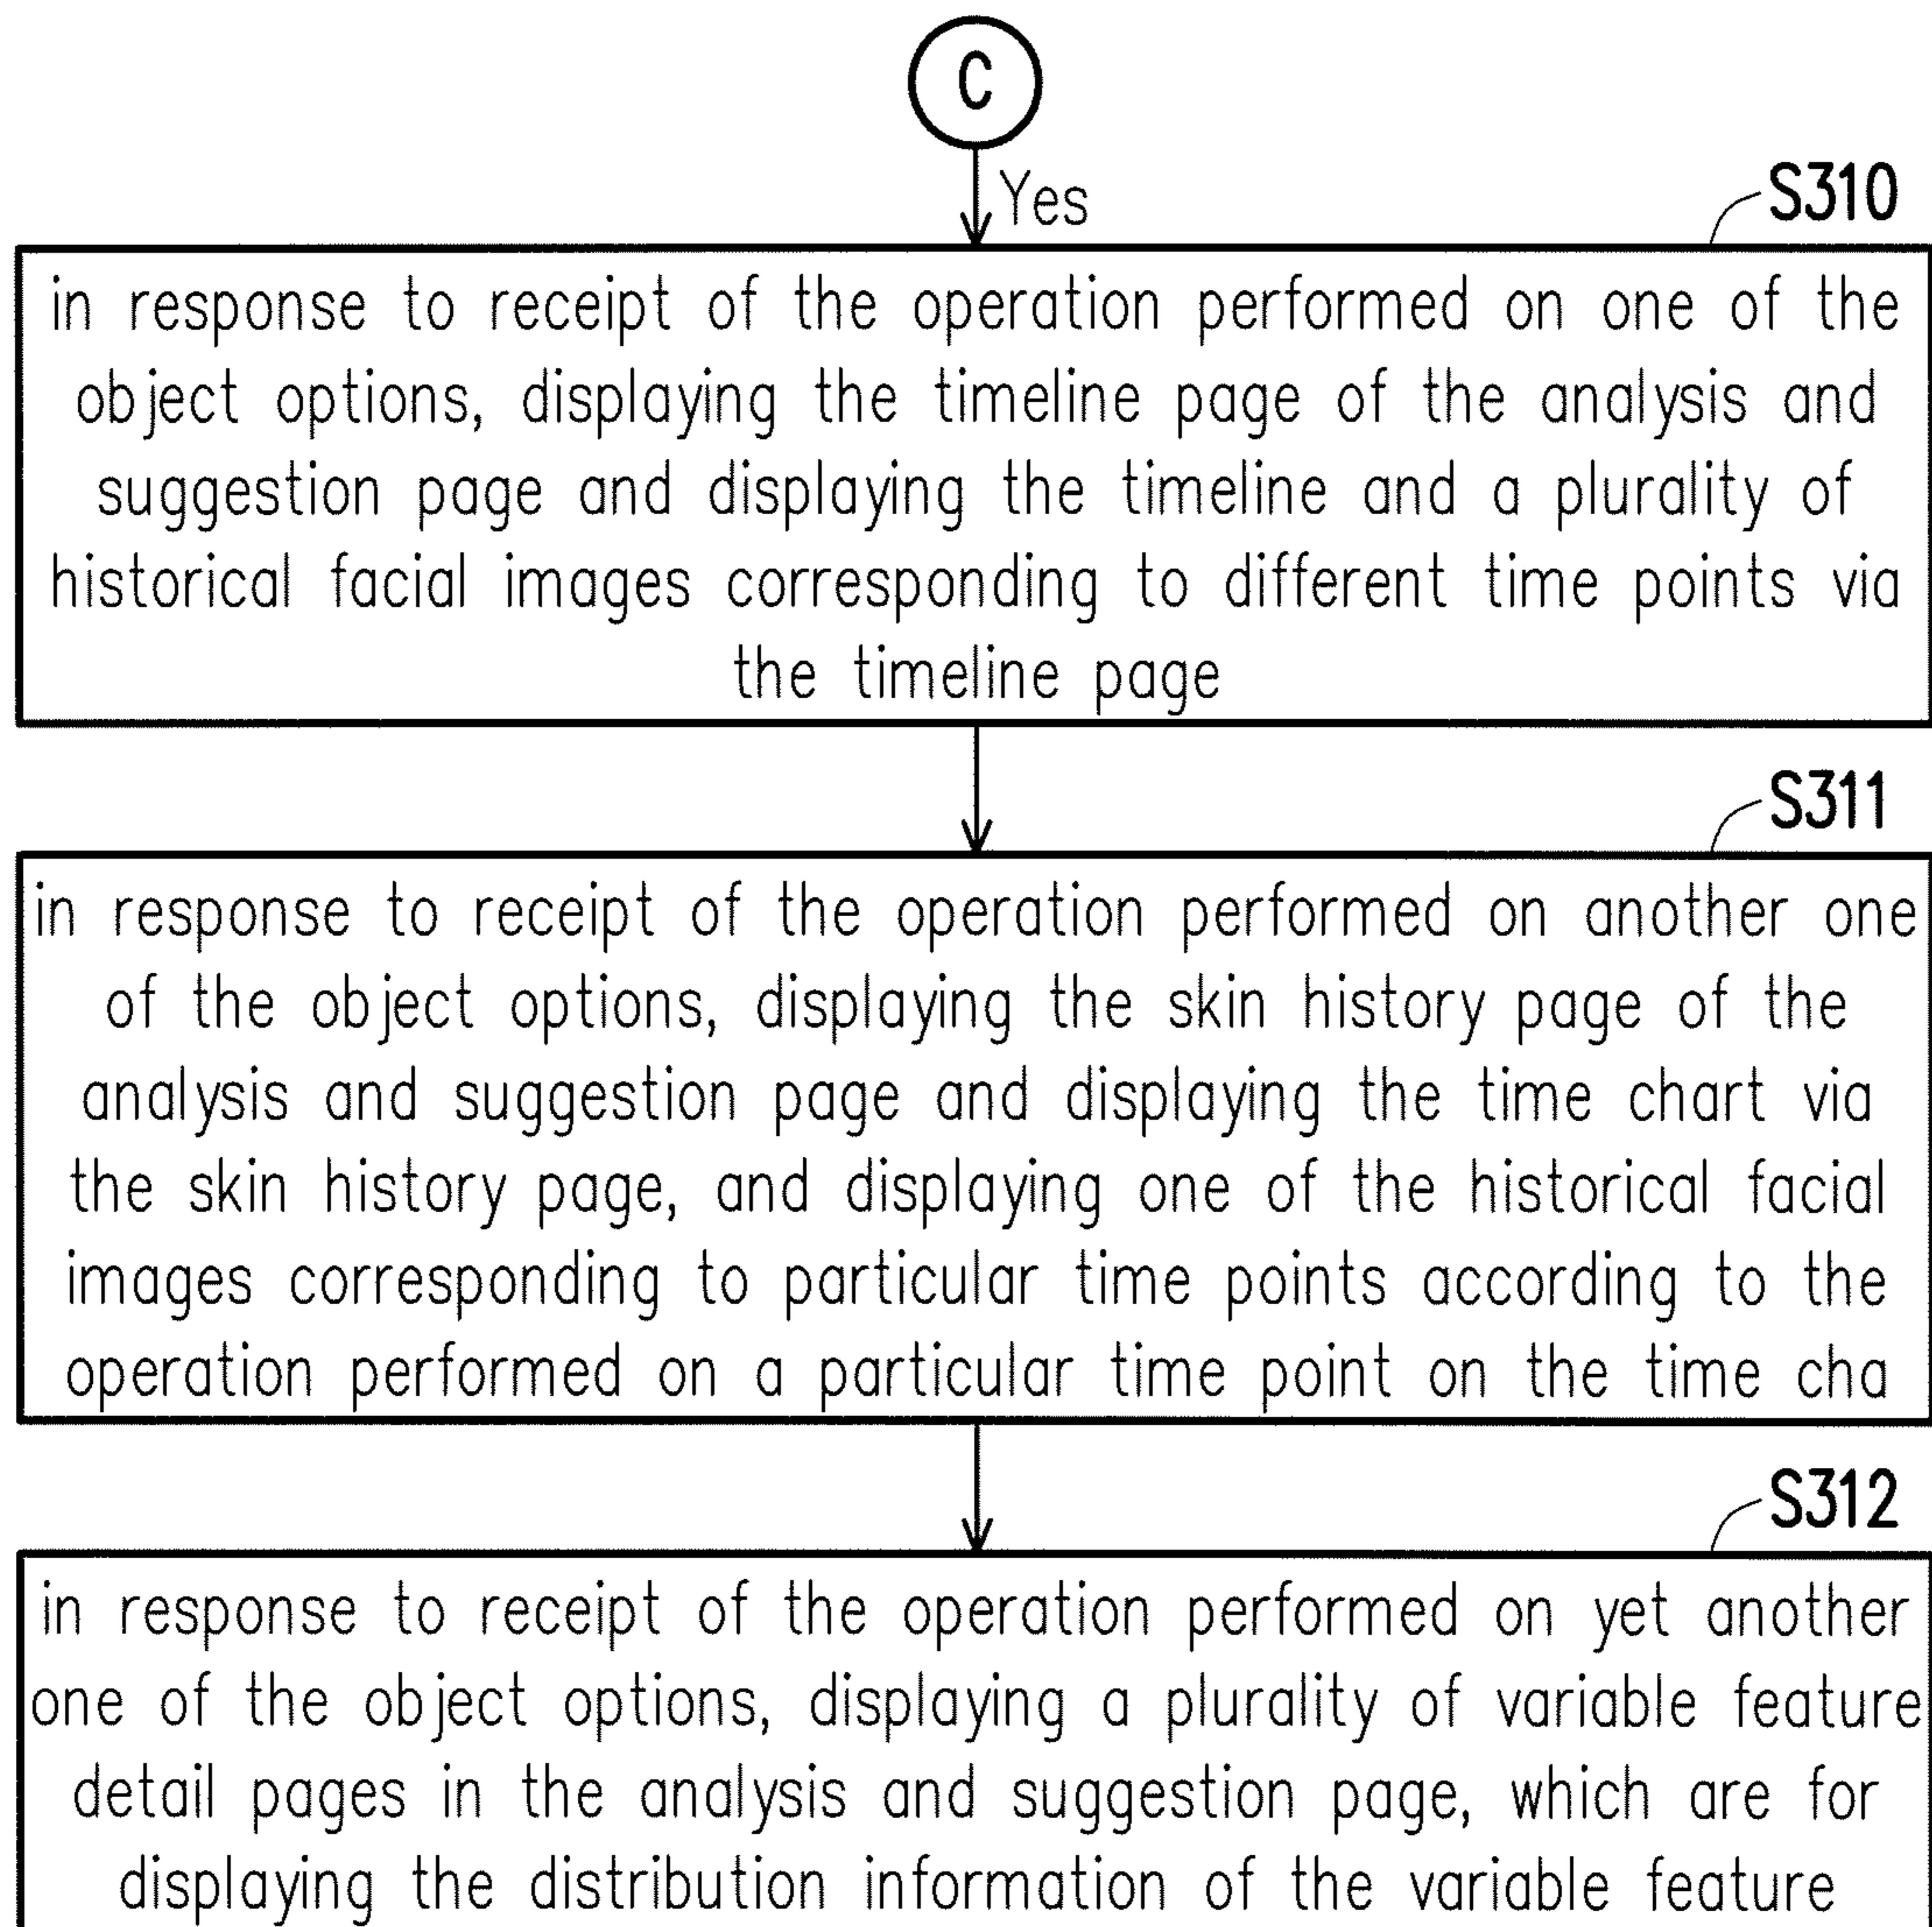 C
Yes
S310
in response to receipt of the operation performed on one of the
object options, displaying the timeline page of the analysis and
suggestion page and displaying the timeline and a plurality of
historical facial images corresponding to different time points via
the timeline page
S311
in response to receipt of the operation performed on another one
of the object options, displaying the skin history page of the
analysis and suggestion page and displaying the time chart via
the skin history page, and displaying one of the historical facial
images corresponding to particular time points according to the
operation performed on a particular time point on the time cha
S312
in response to receipt of the operation performed on yet another
one of the object options, displaying a plurality of variable feature
detail pages in the analysis and suggestion page, which are for
displaying the distribution information of the variable feature